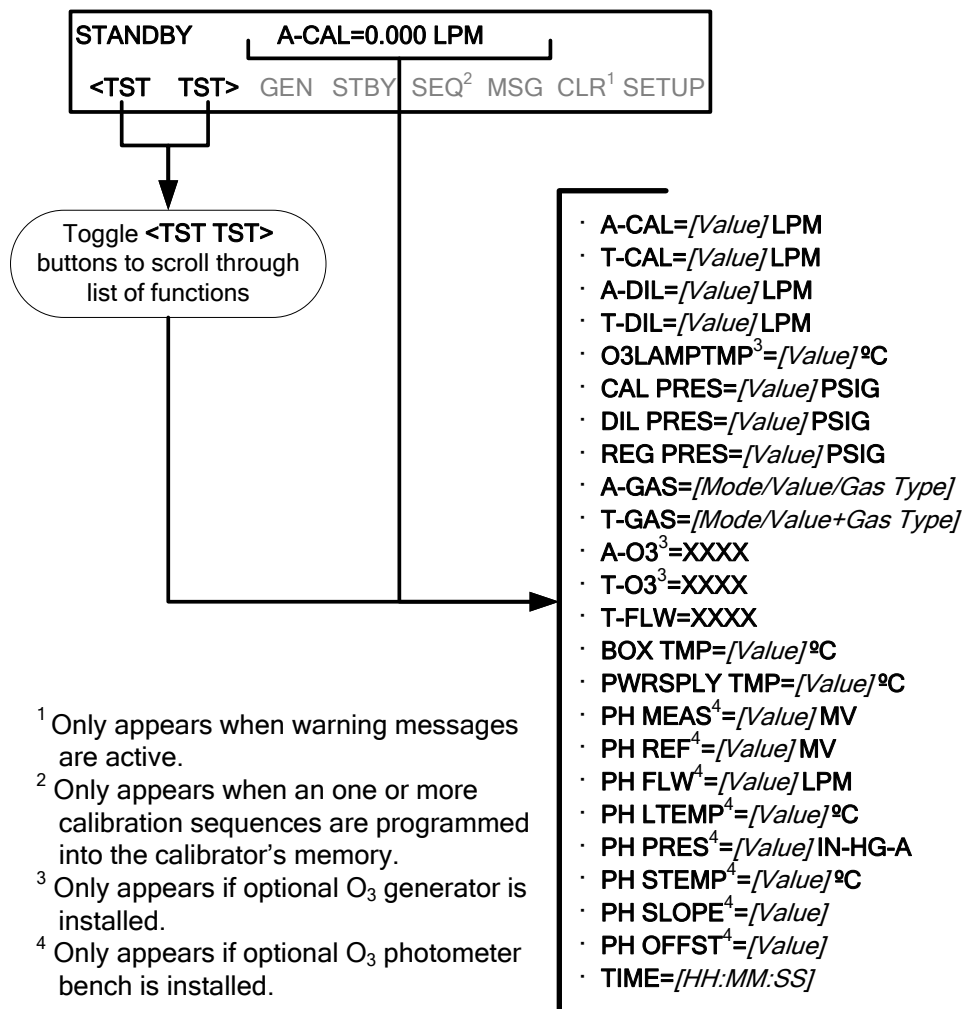 STANDBY A-CAL=0.000 LPM
<TST TST> GEN STBY SEQ2 MSG CLR1 SETUP
Toggle <TST TST>
buttons to scroll through
list of functions
· A-CAL=[Value] LPM
· T-CAL=[Value] LPM
· A-DIL=[Value] LPM
· T-DIL=[Value] LPM
· O3LAMPTMP3=[Value] ºC
· CAL PRES=[Value] PSIG
· DIL PRES=[Value] PSIG
· REG PRES=[Value] PSIG
· A-GAS=[Mode/Value/Gas Type]
· T-GAS=[Mode/Value+Gas Type]
· A-O33=XXXX
· T-O33=XXXX
· T-FLW=XXXX
· BOX TMP=[Value] ºC
· PWRSPLY TMP=[Value] ºC
· PH MEAS4=[Value] MV
· PH REF4=[Value] MV
· PH FLW4=[Value] LPM
· PH LTEMP4=[Value] ºC
· PH PRES4=[Value] IN-HG-A
· PH STEMP4=[Value] ºC
· PH SLOPE4=[Value]
· PH OFFST4=[Value]
· TIME=[HH:MM:SS]
1 Only appears when warning messages
are active.
2 Only appears when an one or more
calibration sequences are programmed
into the calibrator’s memory.
3 Only appears if optional O3 generator is
installed.
4 Only appears if optional O3 photometer
bench is installed.